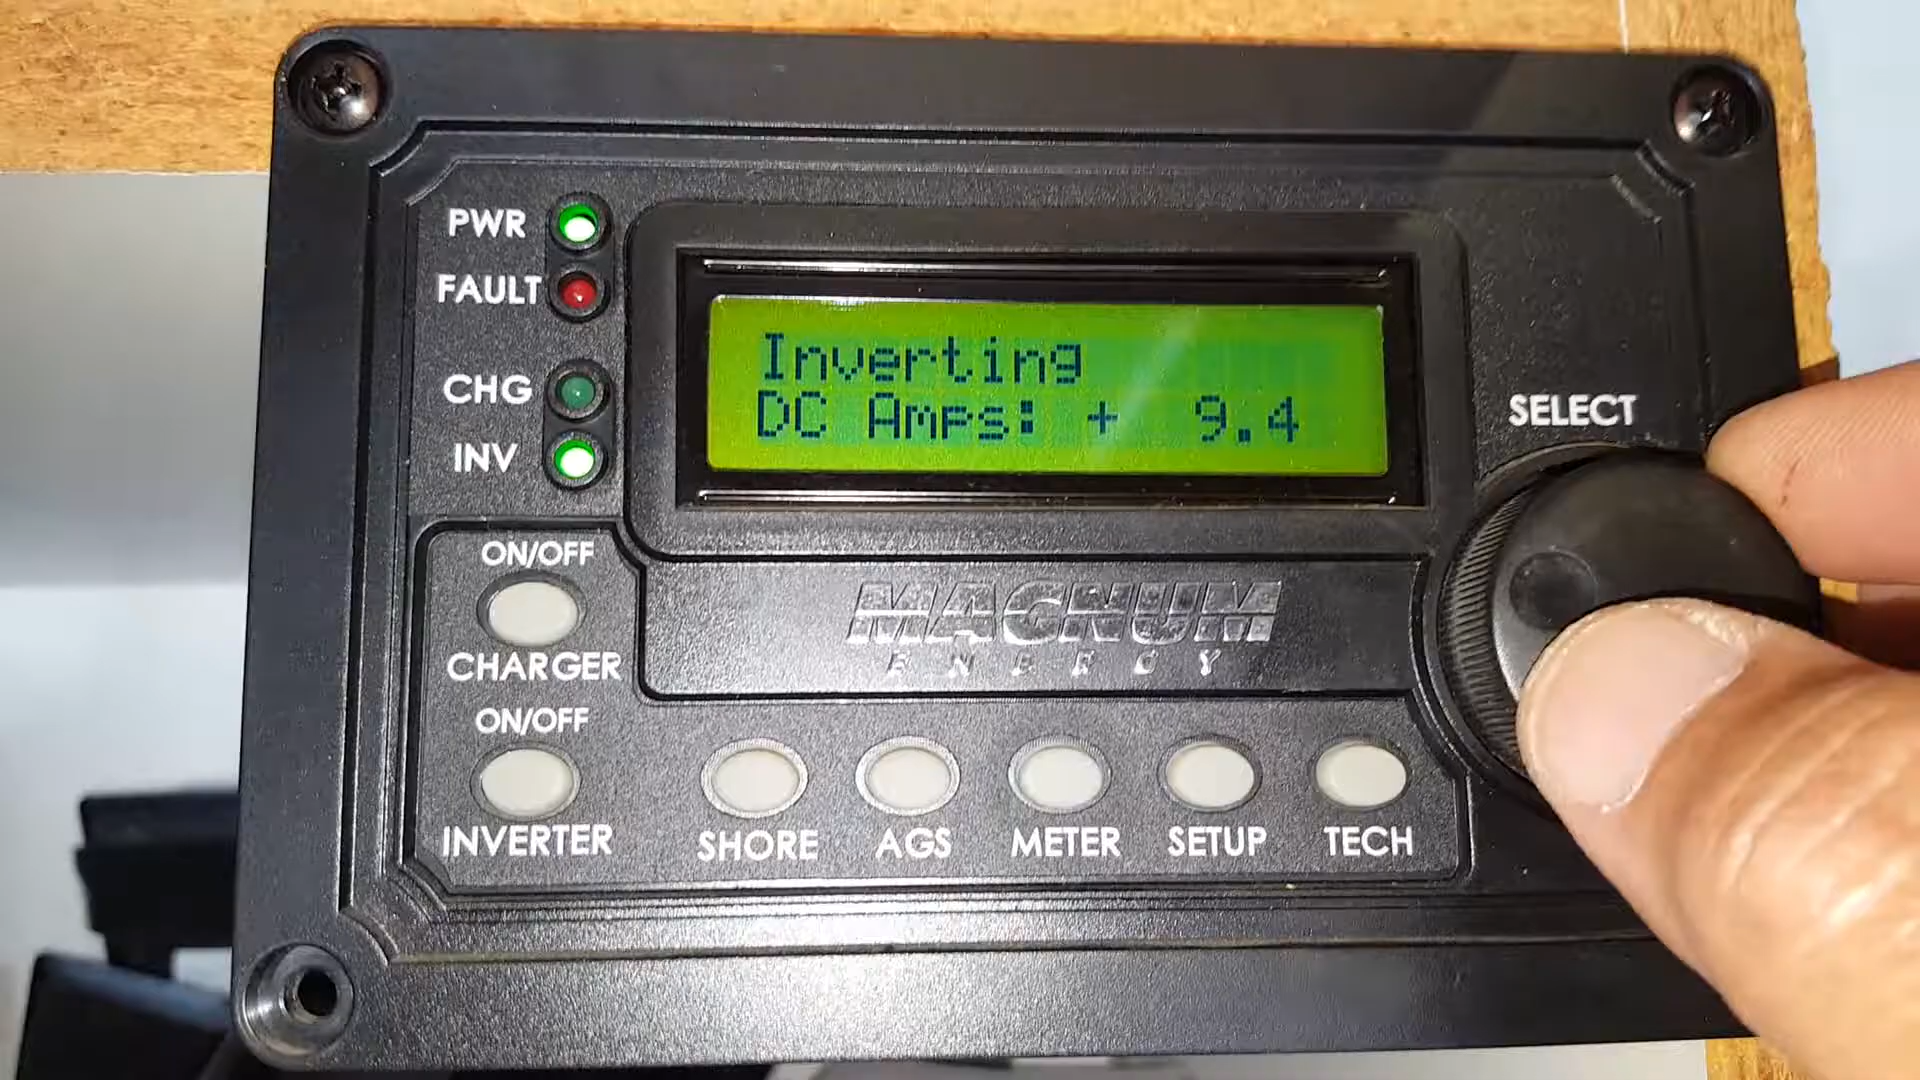 PWR
FAULT
CHG
INV
Inverting
DC Amps: + 9.4
SELECT
ON/OFF
CHARGER
ON/OFF
INVERTER
MAGNUM
ENERGY
SHORE
AGS
METER
SETUP
TECH